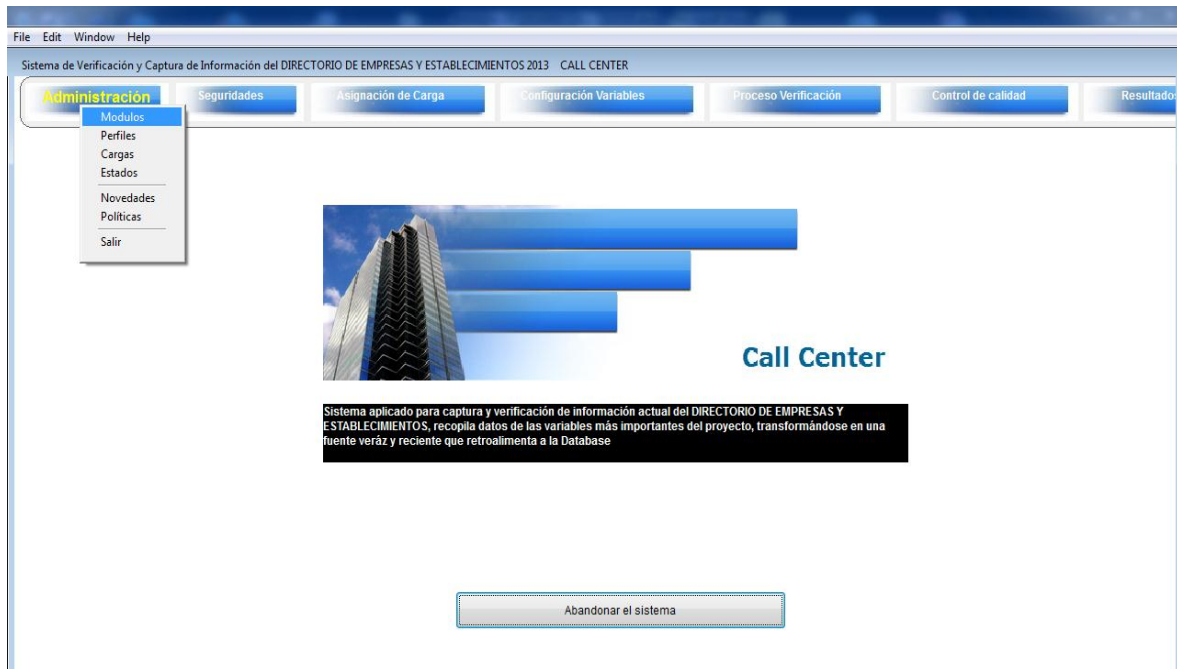 File Edit Window Help
Sistema de Verificación y Captura de Información del DIRECTORIO DE EMPRESAS Y ESTABLECIMIENTOS 2013 CALL CENTER
Administración Seguridades Asignación de Carga Configuración Variables Proceso Verificación Control de calidad Resultados
Modulos
Perfiles
Cargas
Estados
Novedades
Políticas
Salir
Call Center
Sistema aplicado para captura y verificación de información actual del DIRECTORIO DE EMPRESAS Y
ESTABLECIMIENTOS, recopila datos de las variables más importantes del proyecto, transformándose en una
fuente veráz y reciente que retroalimenta a la Database
Abandonar el sistema